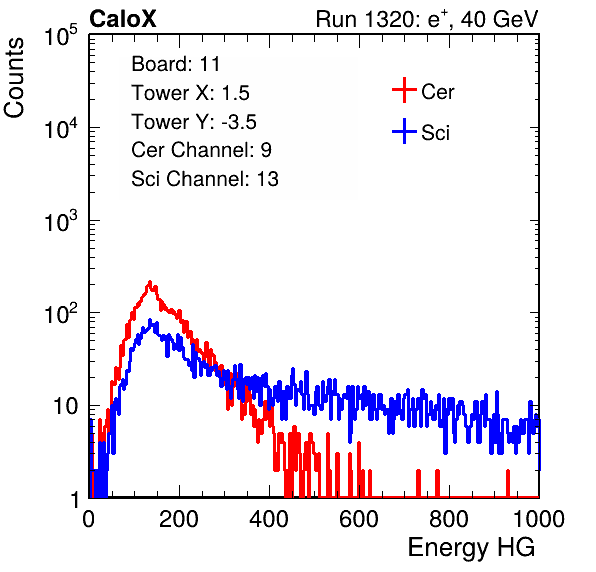 CaloX Run 1320: e⁺, 40 GeV
Counts
Board: 11
Tower X: 1.5
Tower Y: -3.5
Cer Channel: 9
Sci Channel: 13
Cer
Sci
10⁵
10⁴
10³
10²
10
1
0 200 400 600 800 1000
Energy HG